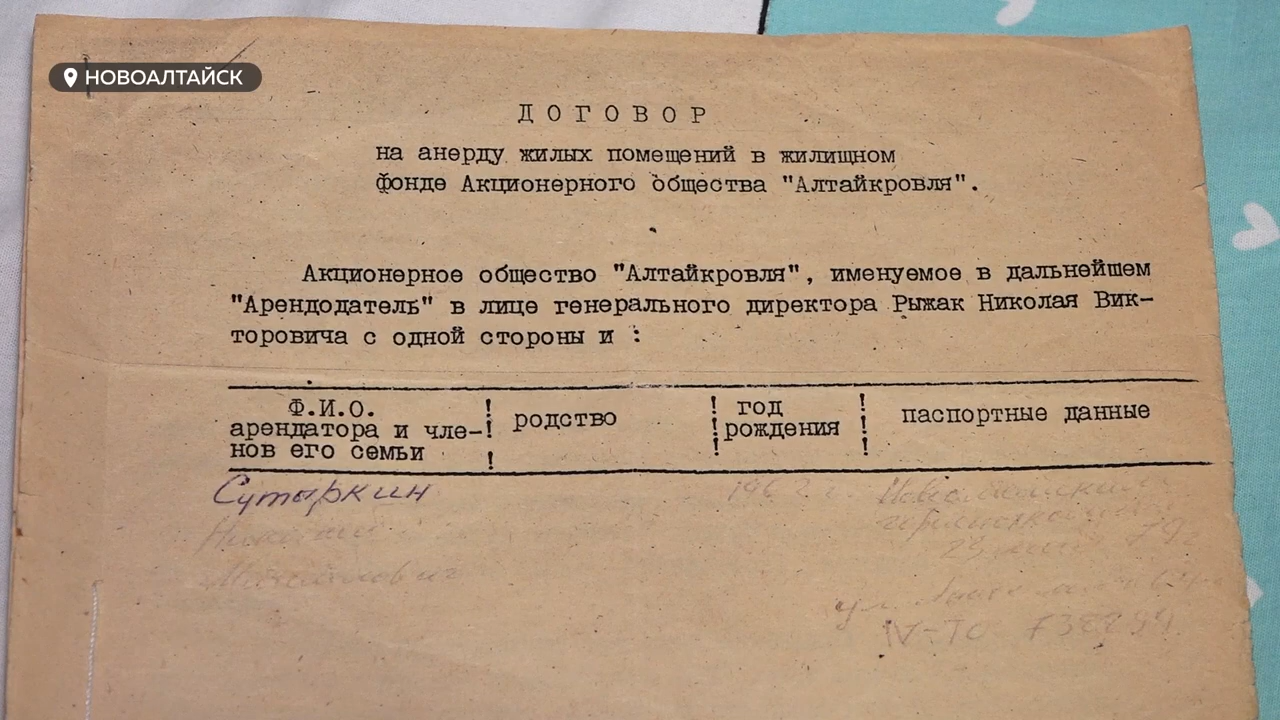 НОВОАЛТАЙСК
ДОГОВОР
на анерду жилых помещений в жилищном
фонде Акционерного общества "Алтайкровля".
Акционерное общество "Алтайкровля", именуемое в дальнейшем
"Арендодатель" в лице генерального директора Рыжак Николая Вик-
торовича с одной стороны и :
Ф.И.О.
арендатора и чле-
нов его семьи
родство
год
рождения
паспортные данные
Сутыркин